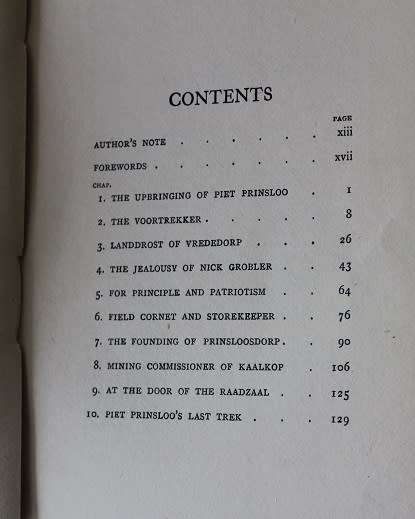 CONTENTS
PAGE
AUTHOR'S NOTE . . . . . . xiii
FOREWORDS . . . . . . . xvii
CHAP.
1. THE UPBRINGING OF PIET PRINSLOO . 1
2. THE VOORTREKKER . . . . . 8
3. LANDDROST OF VREDEDORP . . . 26
4. THE JEALOUSY OF NICK GROBLER . . 43
5. FOR PRINCIPLE AND PATRIOTISM . . 64
6. FIELD CORNET AND STOREKEEPER . . 76
7. THE FOUNDING OF PRINSLOOSDORP . . 90
8. MINING COMMISSIONER OF KAALKOP . 106
9. AT THE DOOR OF THE RAADZAAL . . 125
10. PIET PRINSLOO'S LAST TREK . . . 129